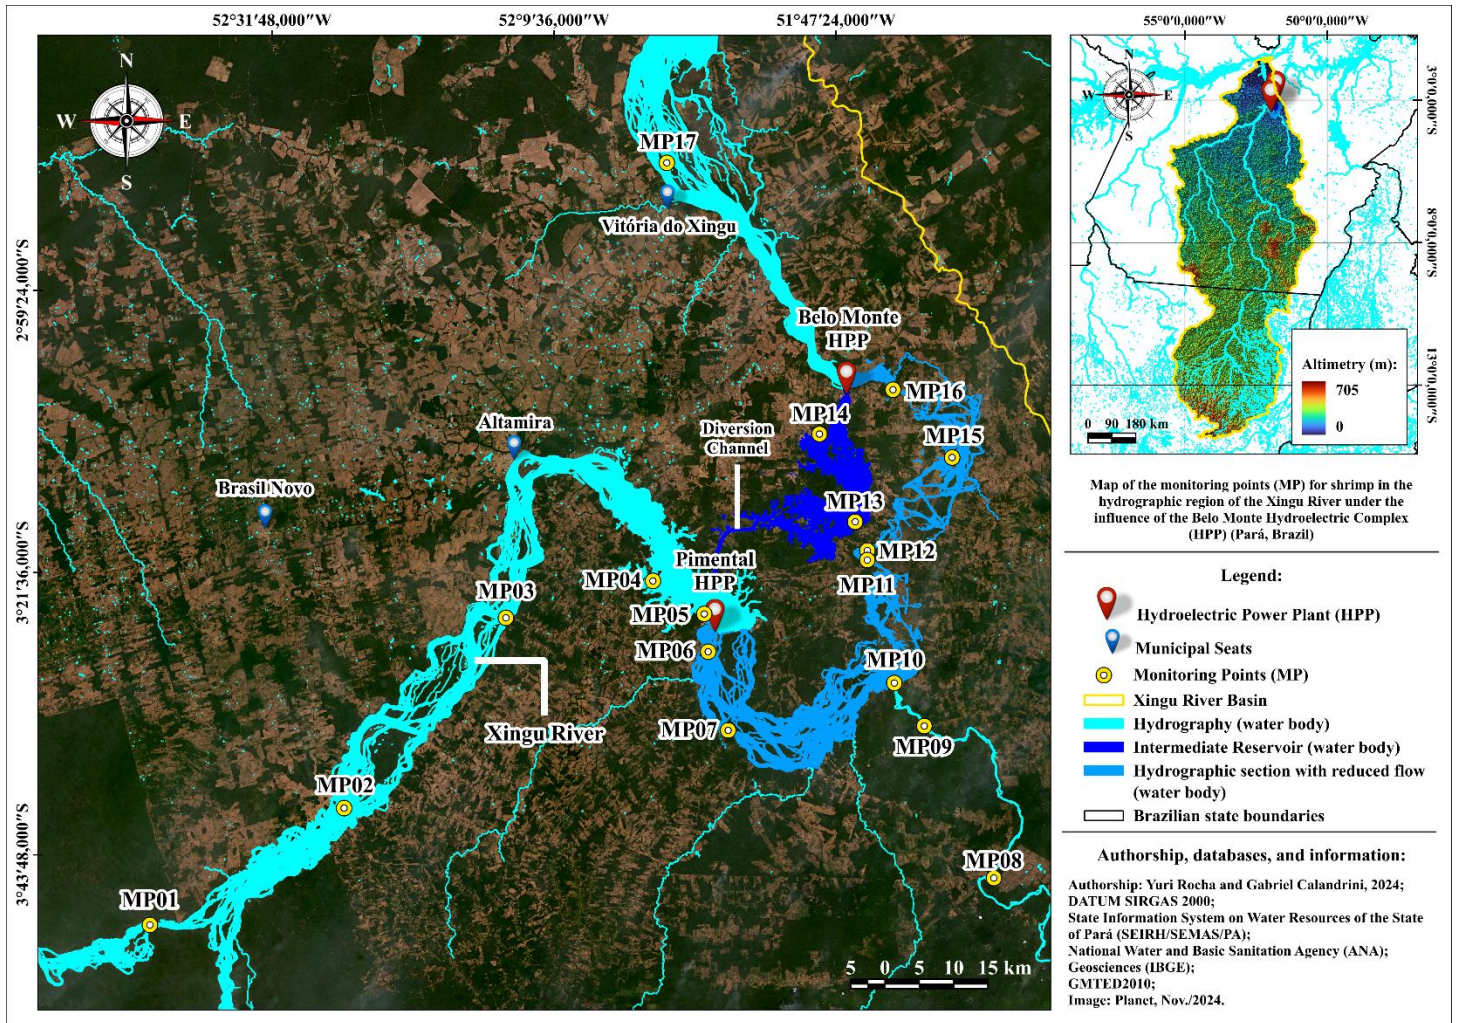 52°31'48,000"W
52°9'36,000"W
51°47'24,000"W
2°59'24,000"S
3°21'36,000"S
3°43'48,000"S
N
W
E
S
MP17
Vitória do Xingu
Belo Monte
HPP
MP16
MP14
MP15
Altamira
Diversion
Channel
Brasil Novo
MP13
MP12
MP11
Pimental
HPP
MP04
MP03
MP05
MP06
MP10
MP07
MP09
Xingu River
MP02
MP08
MP01
5 0 5 10 15 km
55°0'0,000"W
50°0'0,000"W
3°0'0,000"S
8°0'0,000"S
13°0'0,000"S
N
W
E
S
Altimetry (m):
705
0
0 90 180 km
Map of the monitoring points (MP) for shrimp in the
hydrographic region of the Xingu River under the
influence of the Belo Monte Hydroelectric Complex
(HPP) (Pará, Brazil)
Legend:
Hydroelectric Power Plant (HPP)
Municipal Seats
Monitoring Points (MP)
Xingu River Basin
Hydrography (water body)
Intermediate Reservoir (water body)
Hydrographic section with reduced flow
(water body)
Brazilian state boundaries
Authorship, databases, and information:
Authorship: Yuri Rocha and Gabriel Calandrini, 2024;
DATUM SIRGAS 2000;
State Information System on Water Resources of the State
of Pará (SEIRH/SEMAS/PA);
National Water and Basic Sanitation Agency (ANA);
Geosciences (IBGE);
GMTED2010;
Image: Planet, Nov./2024.